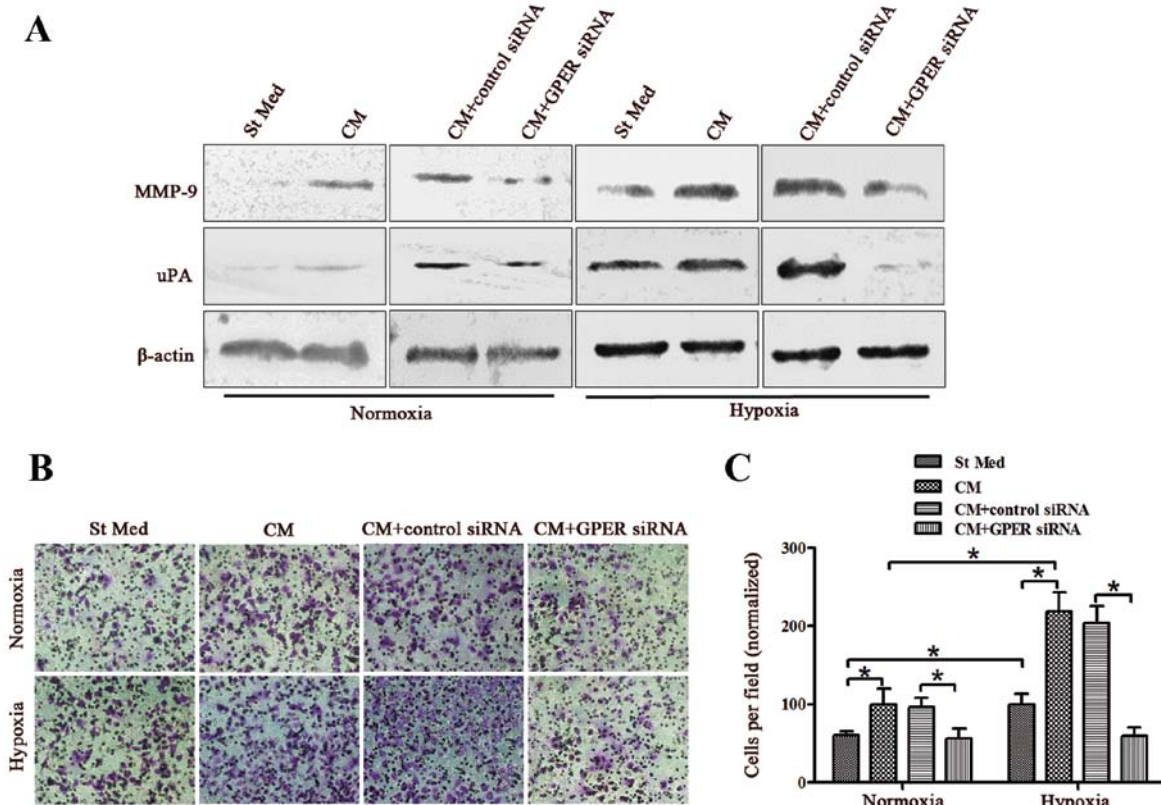 A
St Med
CM
CM+control siRNA
CM+GPER siRNA
St Med
CM
CM+control siRNA
CM+GPER siRNA
MMP-9
uPA
β-actin
Normoxia
Hypoxia
B
St Med
CM
CM+control siRNA
CM+GPER siRNA
Normoxia
Hypoxia
C
St Med
CM
CM+control siRNA
CM+GPER siRNA
Cells per field (normalized)
300
200
100
0
*
*
*
*
*
*
Normoxia
Hypoxia